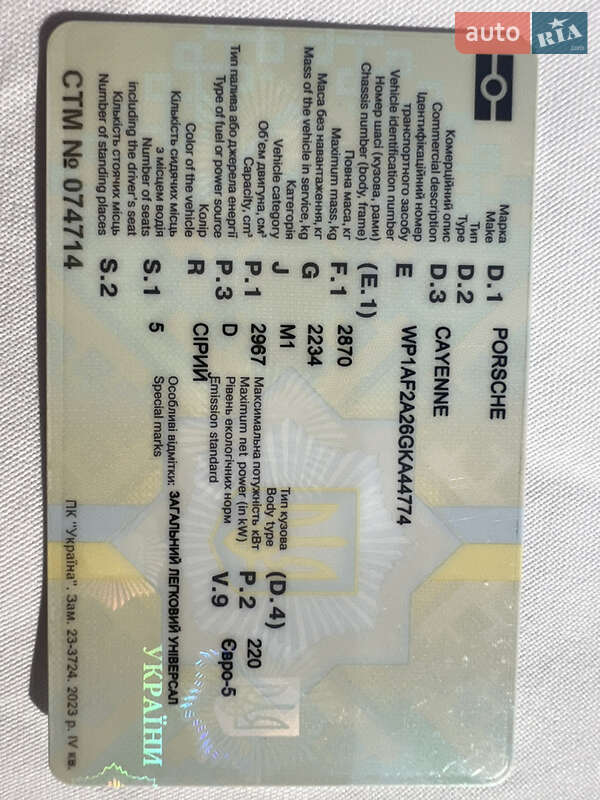 auto RIA .com
Марка
Make
D.1
PORSCHE
Тип
Type
D.2
Комерційний опис
Commercial description
D.3
CAYENNE
Ідентифікаційний номер
транспортного засобу
Vehicle identification number
E
WP1AF2A26GKA44774
Номер шасі (кузова, рами)
Chassis number (body, frame)
(E.1)
Повна маса, кг
Maximum mass, kg
F.1
2870
Маса без навантаження, кг
Mass of the vehicle in service, kg
G
2234
Категорія
Vehicle category
J
M1
Тип кузова
Body type
(D.4)
Об'єм двигуна, см³
Capacity, cm³
P.1
2967
Максимальна потужність кВт
Maximum net power (in kW)
P.2
220
Тип палива або джерела енергії
Type of fuel or power source
P.3
D
Рівень екологічних норм
Emission standard
V.9
Євро-5
Колір
Color of the vehicle
R
СІРИЙ
Кількість сидячих місць
з місцем водія
Number of seats
including the driver's seat
S.1
5
Особливі відмітки: ЗАГАЛЬНИЙ ЛЕГКОВИЙ УНІВЕРСАЛ
Special marks
Кількість стоячих місць
Number of standing places
S.2
УКРАЇНИ
СТМ № 074714
ПК "Україна". Зам. 23-3724. 2023 р. IV кв.